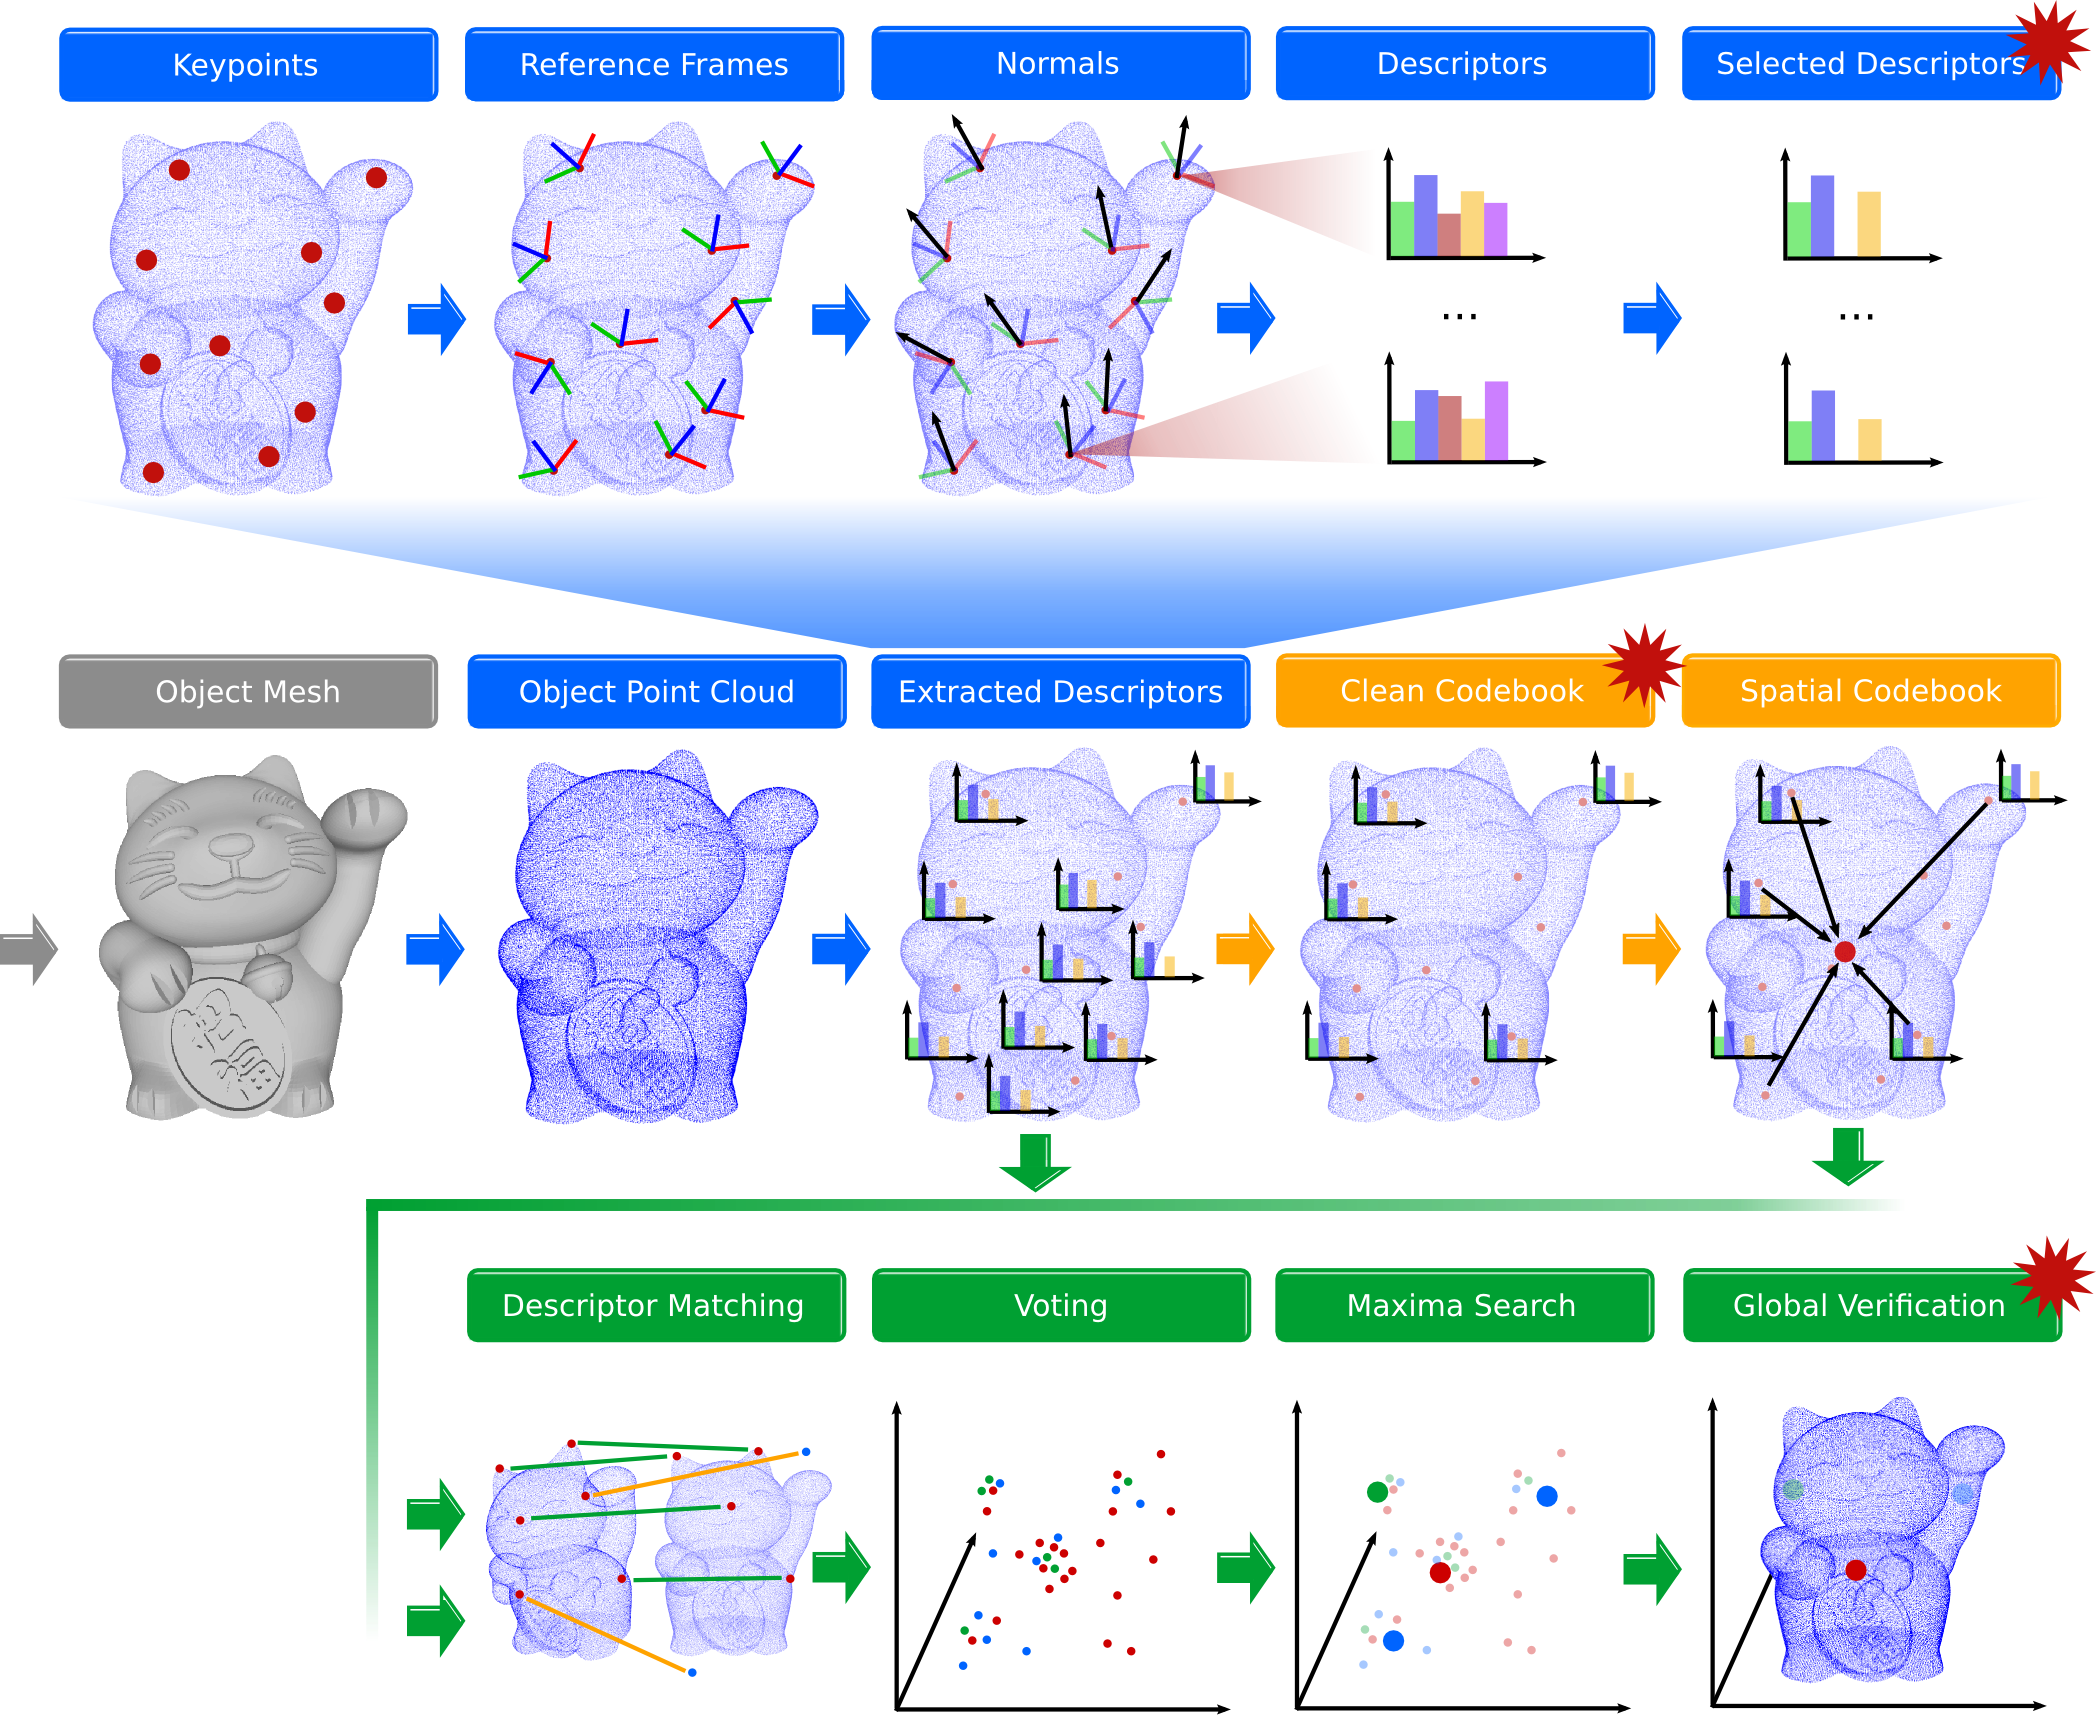 Keypoints
Reference Frames
Normals
Descriptors
Selected Descriptors
...
...
Object Mesh
Object Point Cloud
Extracted Descriptors
Clean Codebook
Spatial Codebook
Descriptor Matching
Voting
Maxima Search
Global Verification